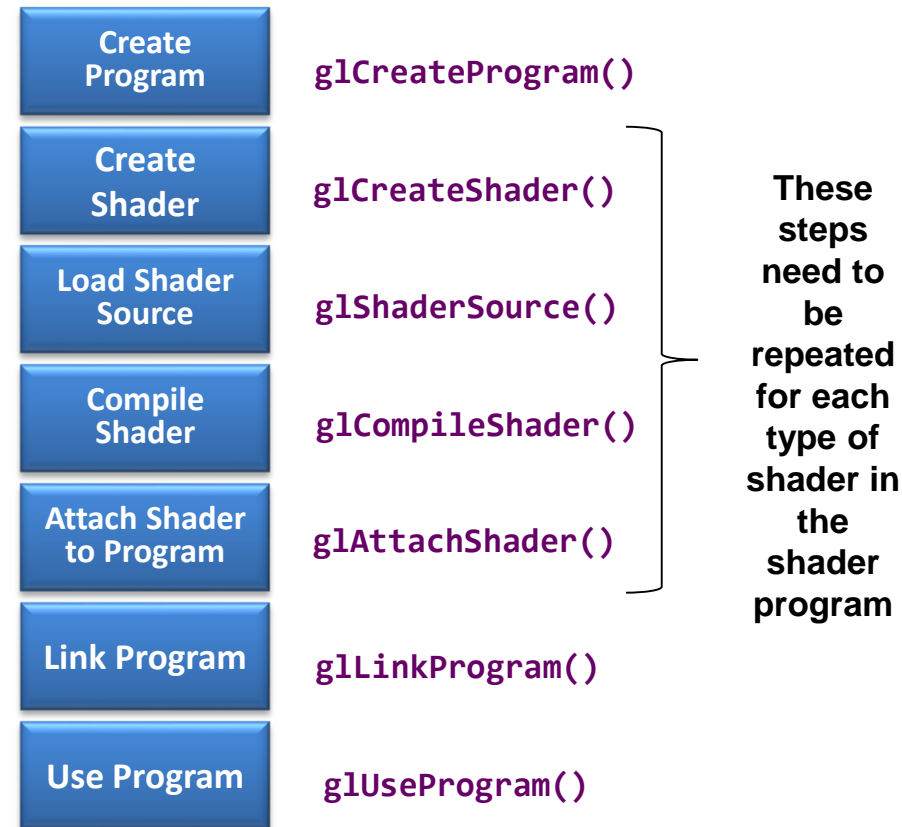 Create
Program
glCreateProgram()
Create
Shader
glCreateShader()
Load Shader
Source
glShaderSource()
Compile
Shader
glCompileShader()
Attach Shader
to Program
glAttachShader()
Link Program
glLinkProgram()
Use Program
glUseProgram()
These
steps
need to
be
repeated
for each
type of
shader in
the
shader
program